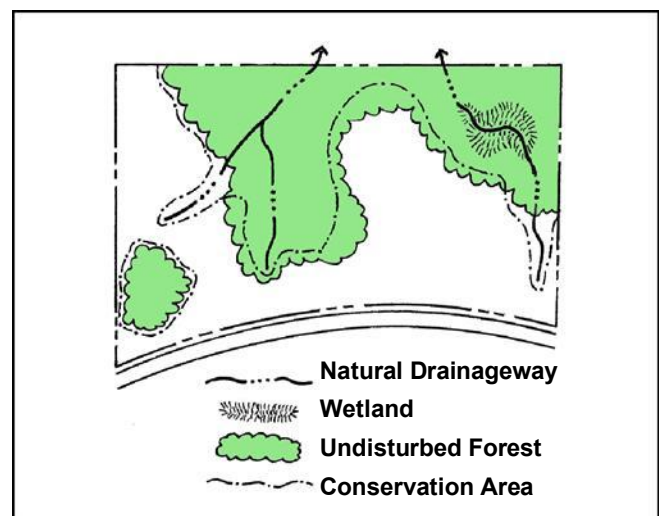 Natural Drainageway
Wetland
Undisturbed Forest
Conservation Area